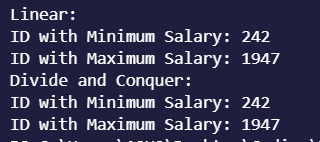 Linear:
ID with Minimum Salary: 242
ID with Maximum Salary: 1947
Divide and Conquer:
ID with Minimum Salary: 242
ID with Maximum Salary: 1947